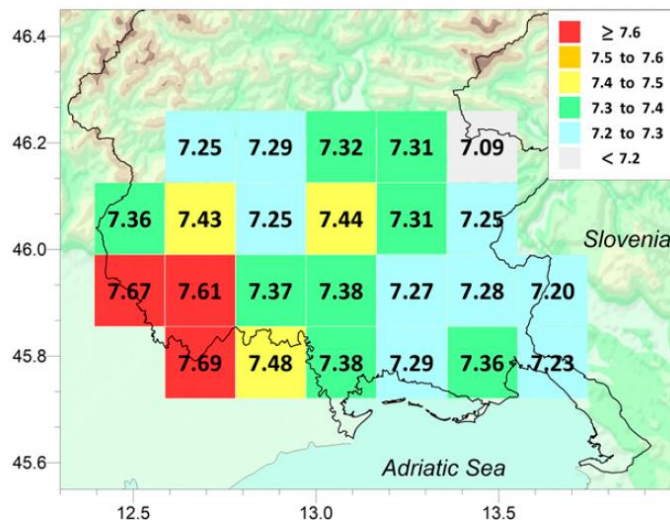 46.4
≥ 7.6
7.5 to 7.6
7.4 to 7.5
7.3 to 7.4
7.2 to 7.3
< 7.2
46.2
7.25 7.29 7.32 7.31 7.09
7.36 7.43 7.25 7.44 7.31 7.25
46.0
Slovenia
7.67 7.61 7.37 7.38 7.27 7.28 7.20
45.8
7.69 7.48 7.38 7.29 7.36 7.23
45.6
Adriatic Sea
12.5 13.0 13.5